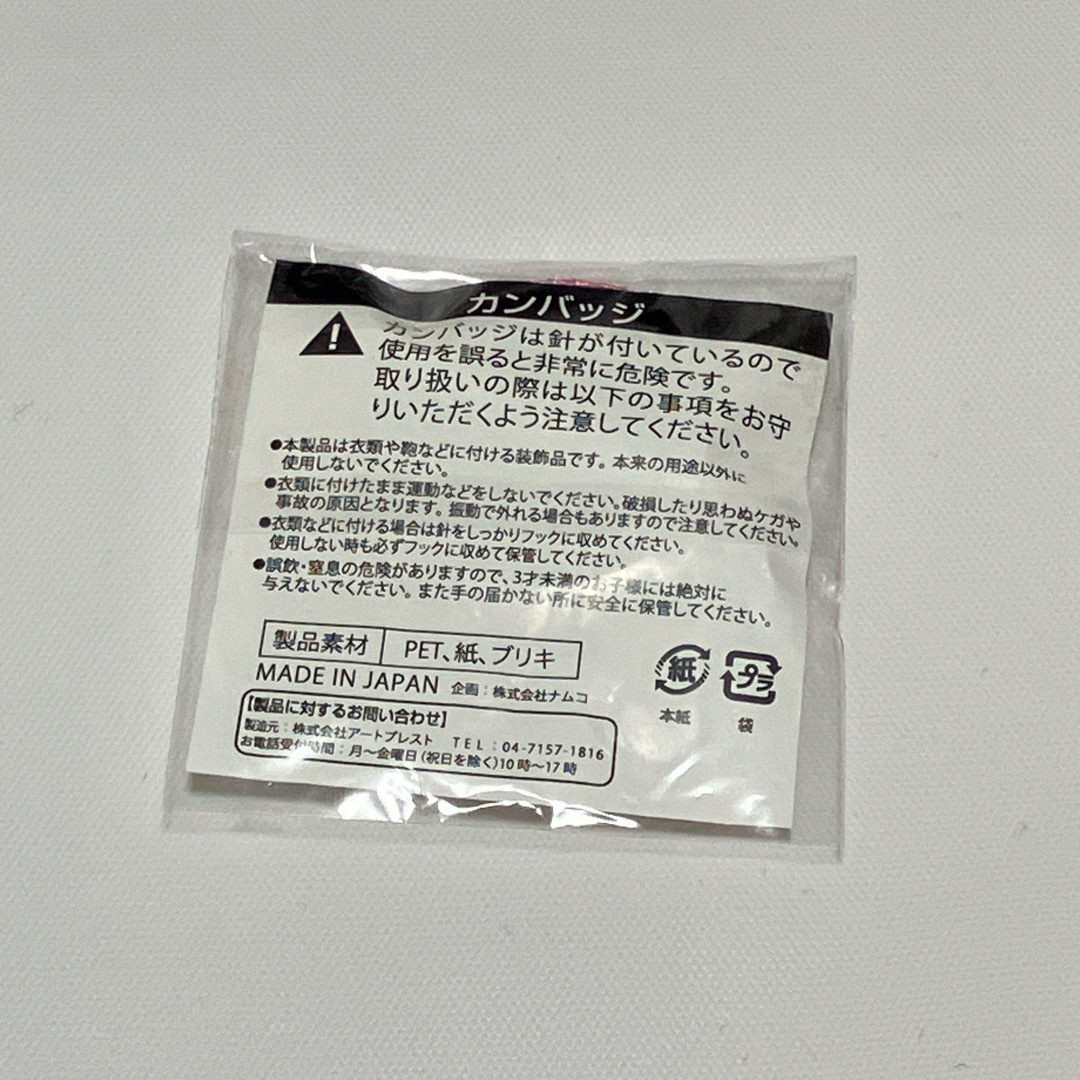 カンバッジ
カンバッジは針が付いているので
使用を誤ると非常に危険です。
取り扱いの際は以下の事項をお守
りいただくよう注意してください。
●本製品は衣類や鞄などに付ける装飾品です。本来の用途以外に
使用しないでください。
●衣類に付けたまま運動などをしないでください。破損したり思わぬケガや
事故の原因となります。振動で外れる場合もありますので注意してください。
●衣類などに付ける場合は針をしっかりフックに収めてください。
使用しない時も必ずフックに収めて保管してください。
●誤飲・窒息の危険がありますので、3才未満のお子様には絶対に
与えないでください。また手の届かない所に安全に保管してください。
製品素材 PET、紙、ブリキ
MADE IN JAPAN 企画：株式会社ナムコ
紙 プラ
本紙 袋
【製品に対するお問い合わせ】
製造元：株式会社アートプレスト TEL：04-7157-1816
お電話受付時間：月～金曜日(祝日を除く)10時～17時